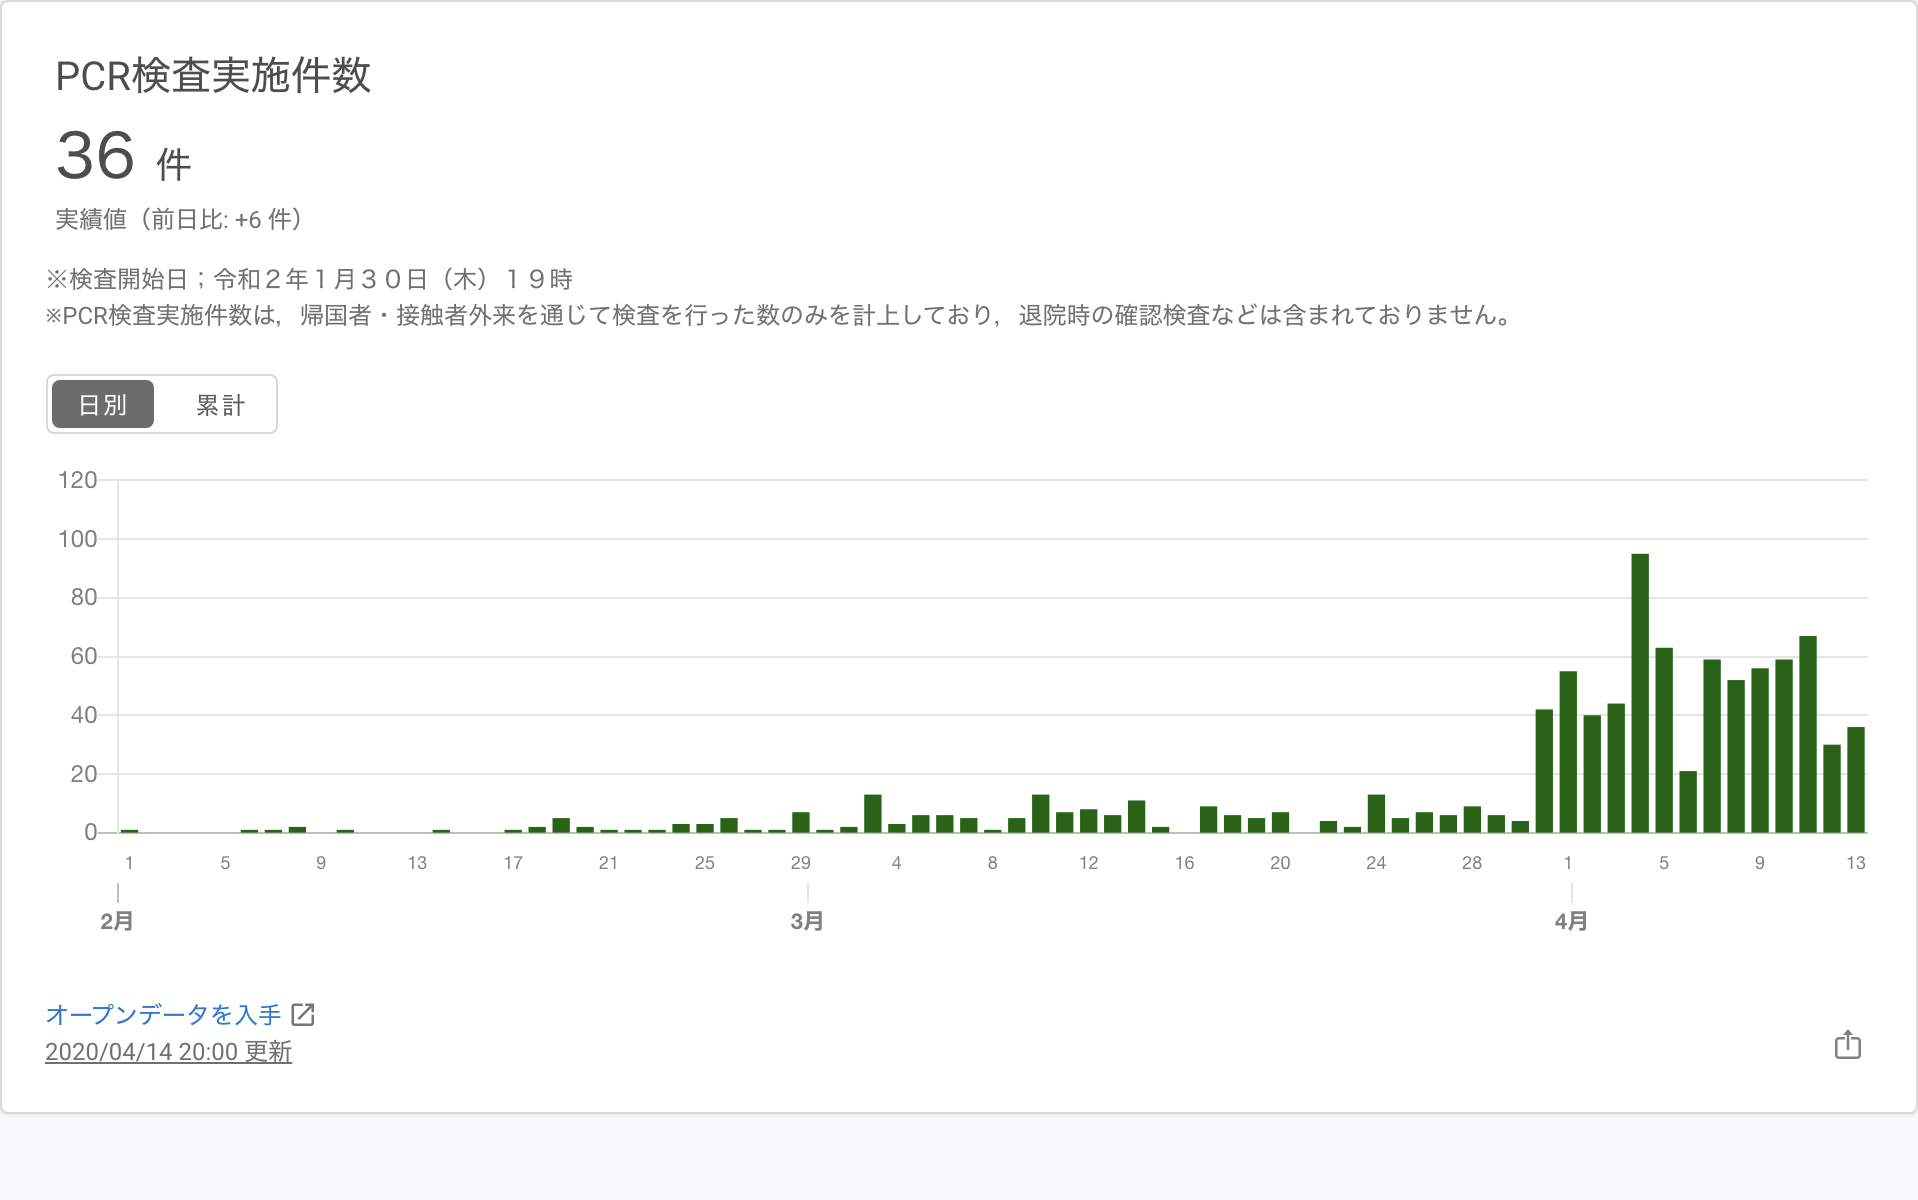 PCR検査実施件数
36 件
実績値（前日比: +6 件）
※検査開始日；令和２年１月３０日（木）１９時
※PCR検査実施件数は，帰国者・接触者外来を通じて検査を行った数のみを計上しており，退院時の確認検査などは含まれておりません。
日別 累計
120
100
80
60
40
20
0
1 5 9 13 17 21 25 29 4 8 12 16 20 24 28 1 5 9 13
2月 3月 4月
オープンデータを入手
2020/04/14 20:00 更新